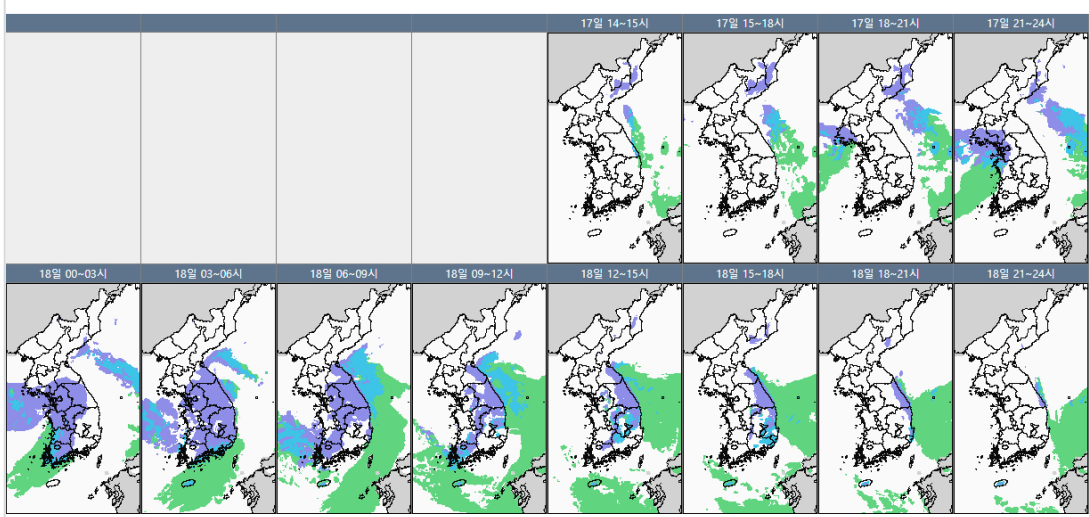 17일 14~15시
17일 15~18시
17일 18~21시
17일 21~24시
18일 00~03시
18일 03~06시
18일 06~09시
18일 09~12시
18일 12~15시
18일 15~18시
18일 18~21시
18일 21~24시